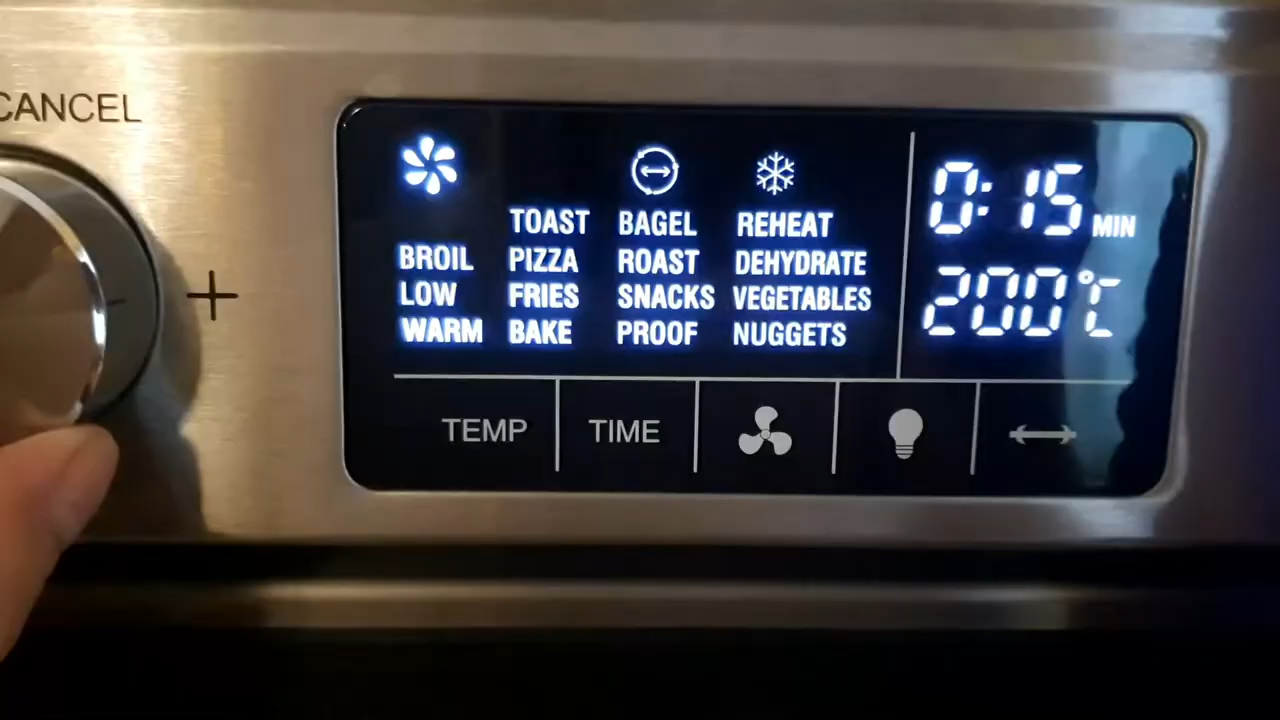 CANCEL
+
TOAST BAGEL REHEAT
BROIL PIZZA ROAST DEHYDRATE
LOW FRIES SNACKS VEGETABLES
WARM BAKE PROOF NUGGETS
0:15 MIN
200°C
TEMP TIME